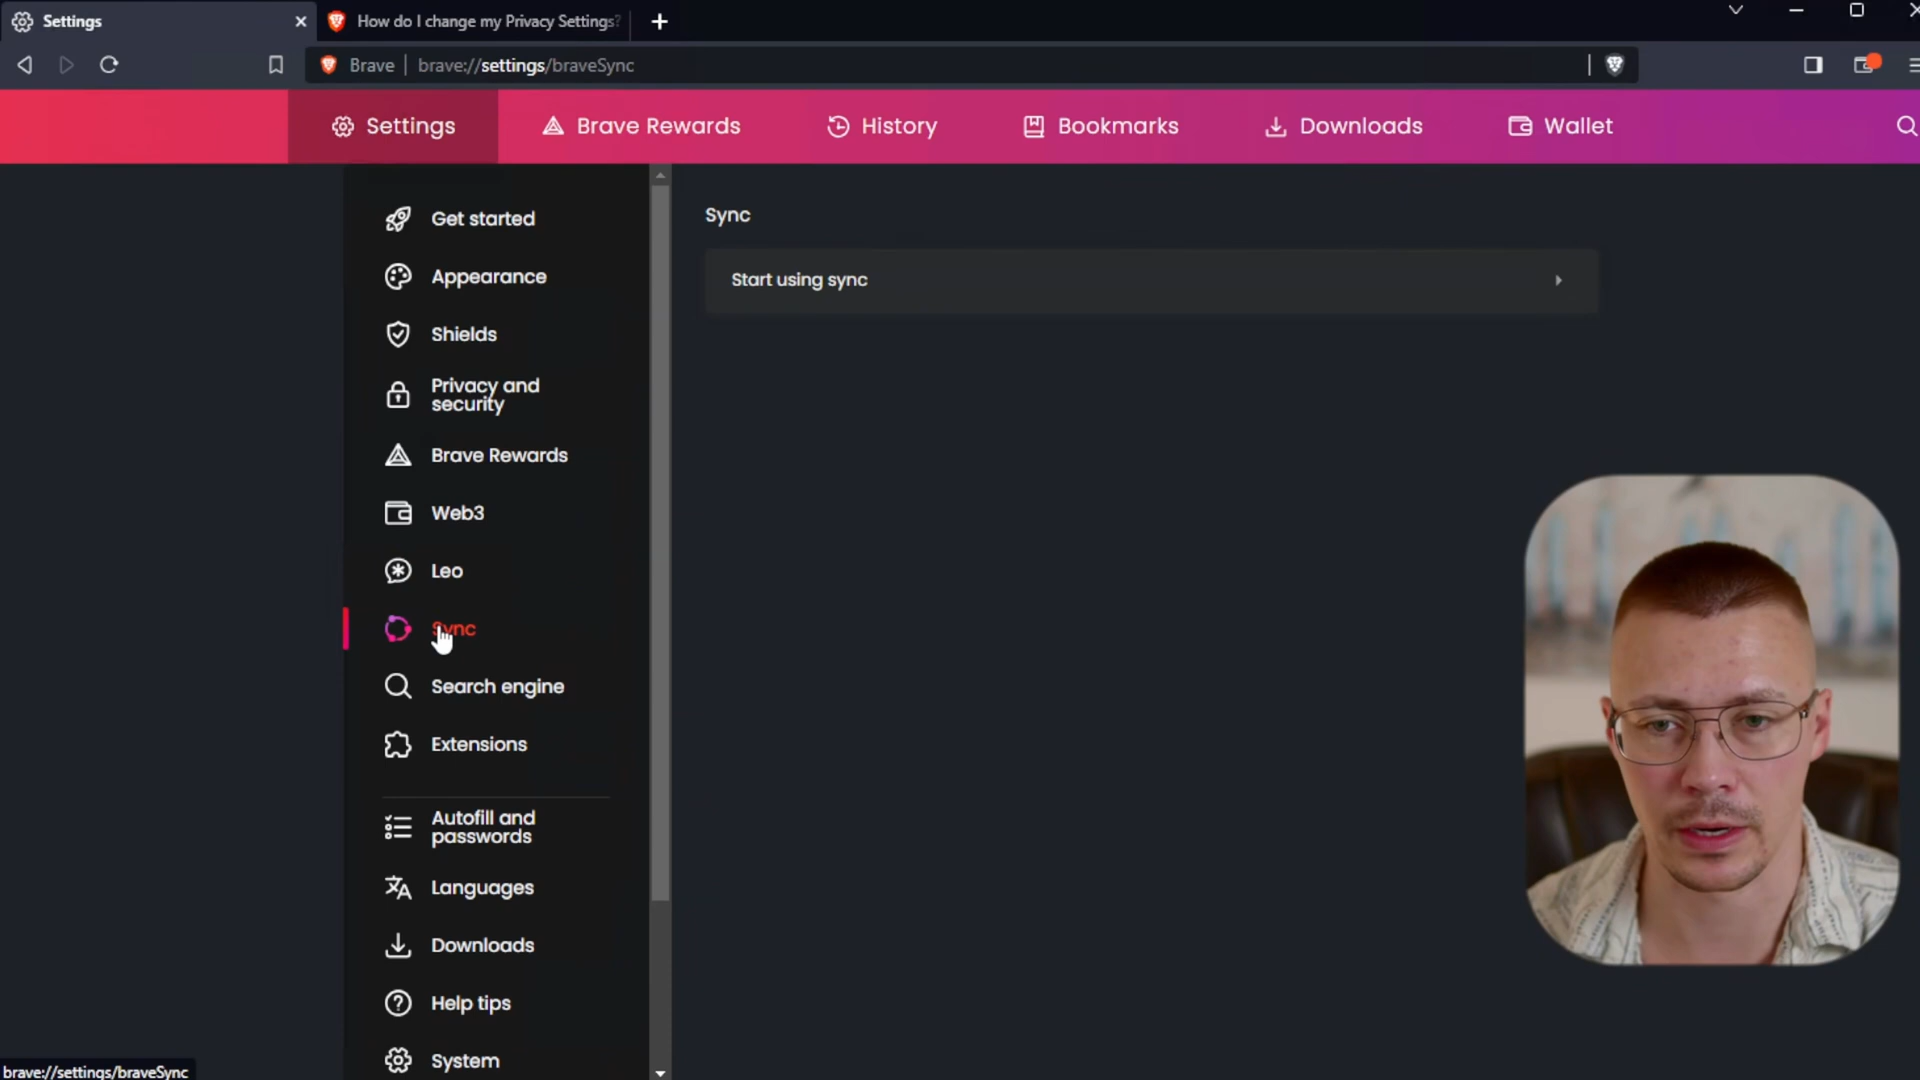 Settings
How do I change my Privacy Settings?
Brave
brave://settings/braveSync
Settings
Brave Rewards
History
Bookmarks
Downloads
Wallet
Get started
Appearance
Shields
Privacy and
security
Brave Rewards
Web3
Leo
Sync
Search engine
Extensions
Autofill and
passwords
Languages
Downloads
Help tips
System
Sync
Start using sync
brave://settings/braveSync